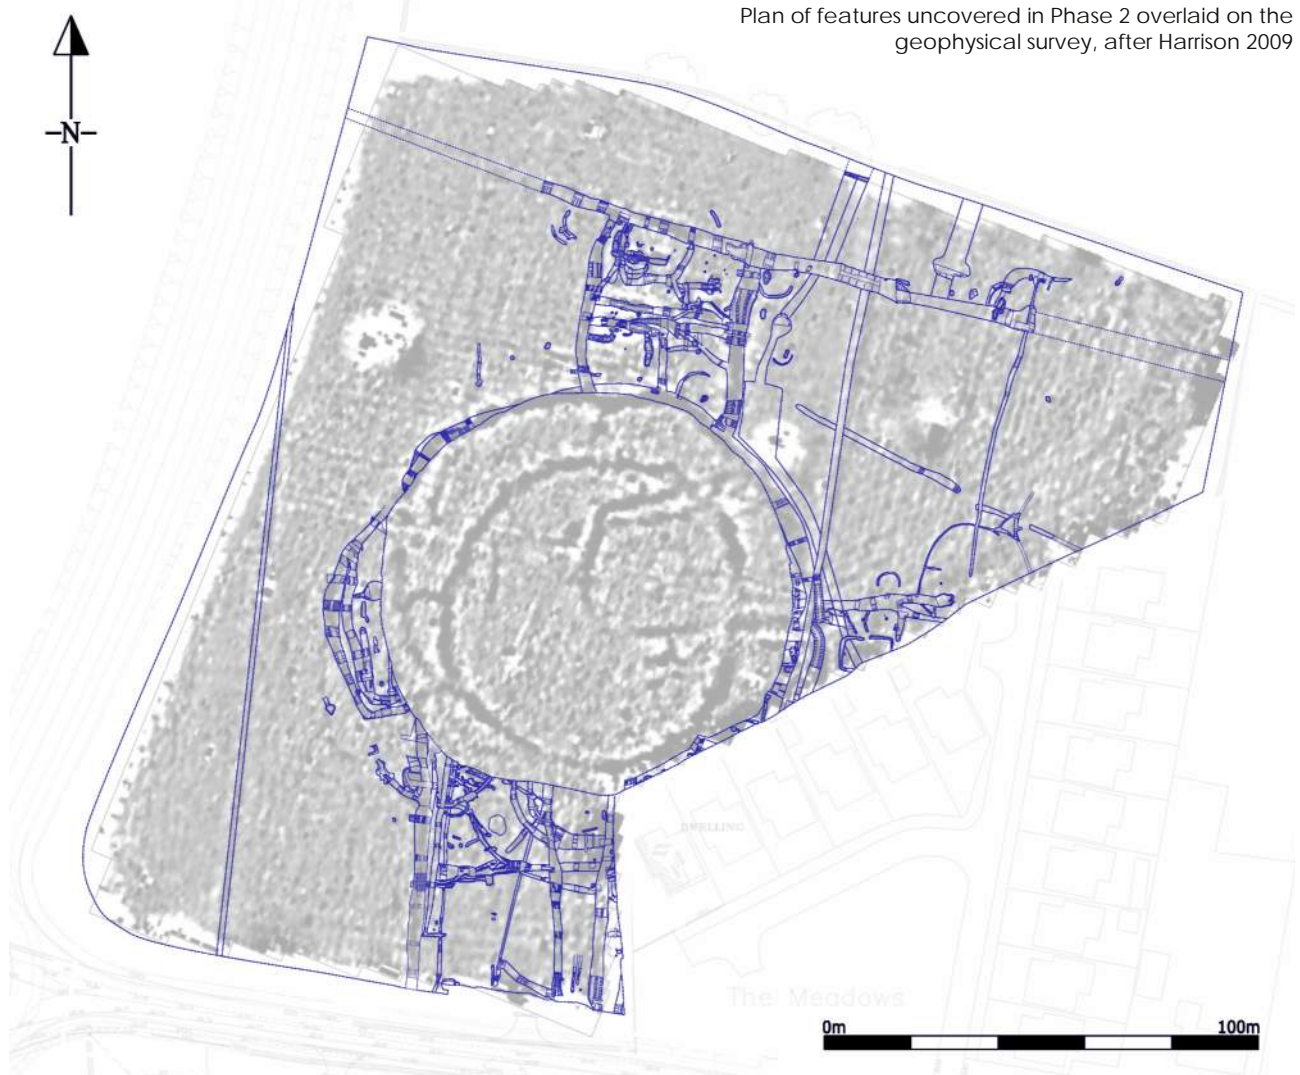 Plan of features uncovered in Phase 2 overlaid on the
geophysical survey, after Harrison 2009
N
DWELLING
The Meadows
0m
100m